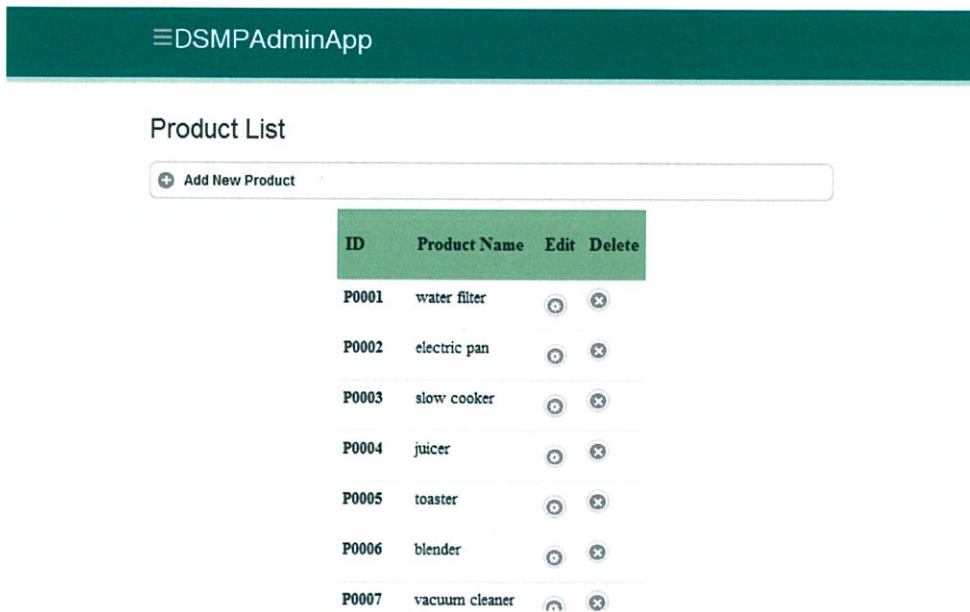 DSMPAdminApp
Product List
Add New Product
ID Product Name Edit Delete
P0001 water filter
P0002 electric pan
P0003 slow cooker
P0004 juicer
P0005 toaster
P0006 blender
P0007 vacuum cleaner